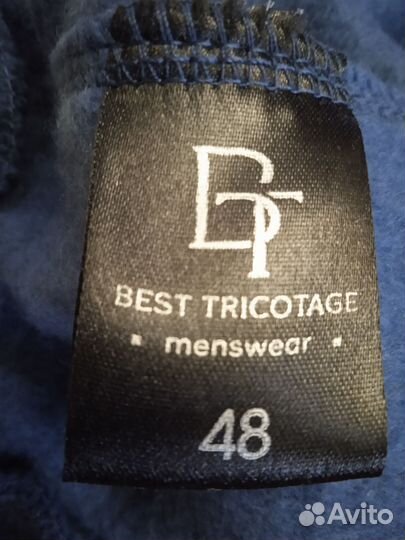 BT
BEST TRICOTAGE
▪ menswear ▪
48
Avito